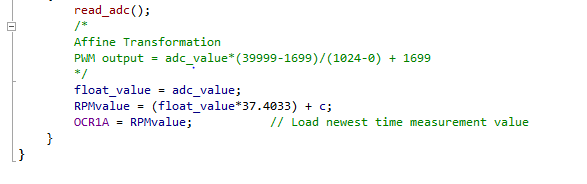 read_adc();
/*
Affine Transformation
PWM output = adc_value*(39999-1699)/(1024-0) + 1699
*/
float_value = adc_value;
RPMvalue = (float_value*37.4033) + c;
OCR1A = RPMvalue; // Load newest time measurement value
}
}